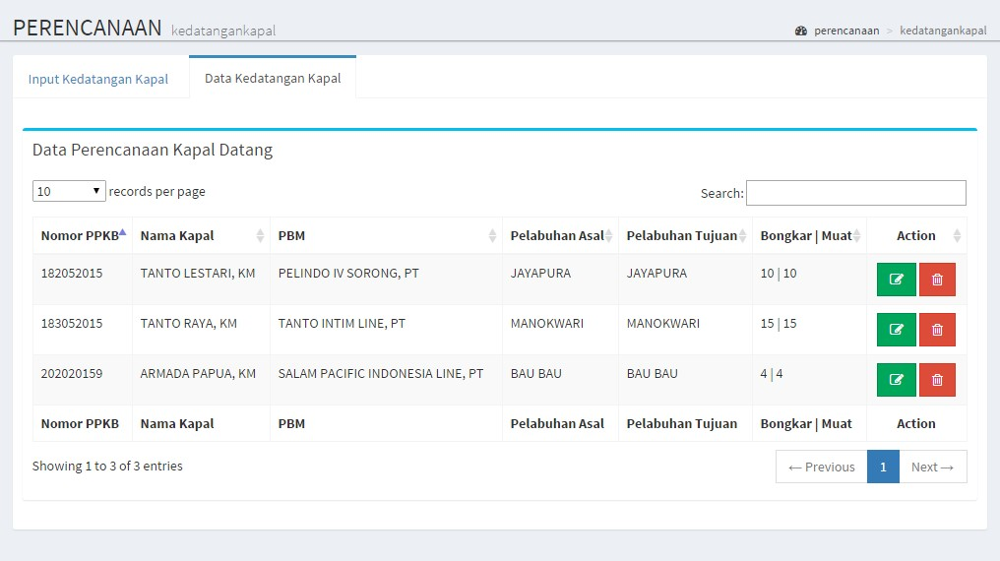 PERENCANAAN kedatangankapal
perencanaan > kedatangankapal
Input Kedatangan Kapal
Data Kedatangan Kapal
Data Perencanaan Kapal Datang
10 records per page
Search:
Nomor PPKB Nama Kapal PBM Pelabuhan Asal Pelabuhan Tujuan Bongkar | Muat Action
182052015 TANTO LESTARI, KM PELINDO IV SORONG, PT JAYAPURA JAYAPURA 10 | 10
183052015 TANTO RAYA, KM TANTO INTIM LINE, PT MANOKWARI MANOKWARI 15 | 15
202020159 ARMADA PAPUA, KM SALAM PACIFIC INDONESIA LINE, PT BAU BAU BAU BAU 4 | 4
Nomor PPKB Nama Kapal PBM Pelabuhan Asal Pelabuhan Tujuan Bongkar | Muat Action
Showing 1 to 3 of 3 entries
← Previous 1 Next →